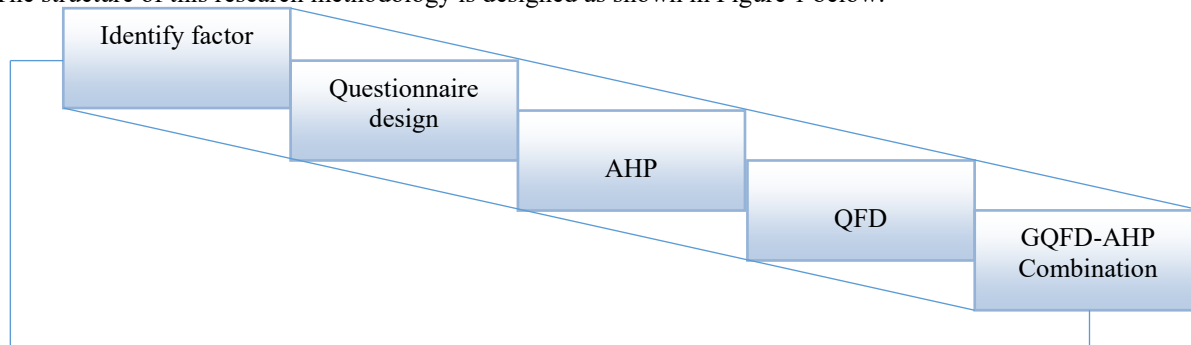 The structure of this research methodology is designed as shown in Figure 1 below.
Identify factor
Questionnaire
design
AHP
QFD
GQFD-AHP
Combination